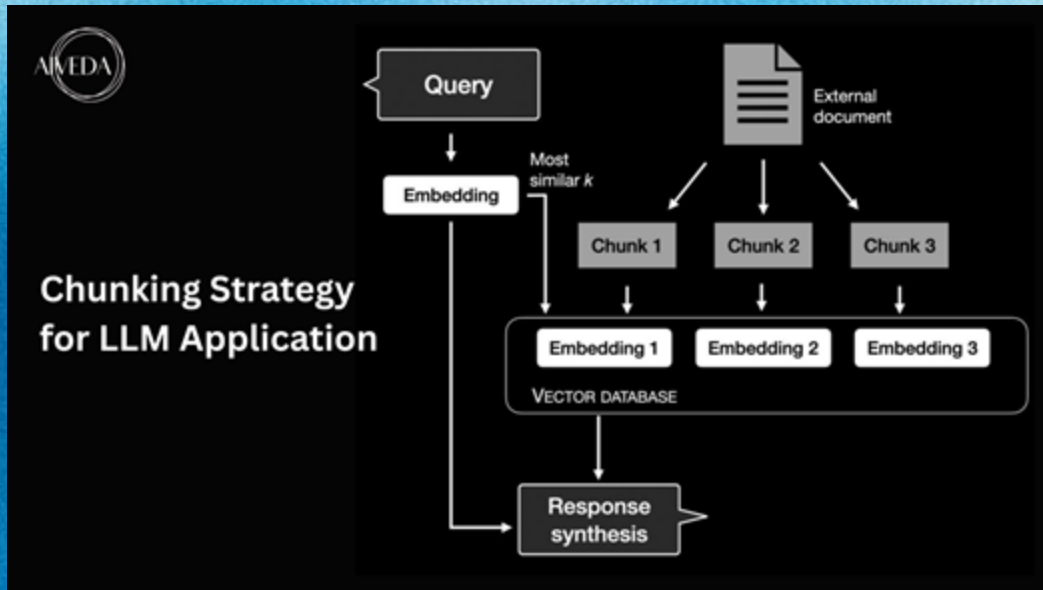 AIVEDA
Query
External
document
Most
similar k
Embedding
Chunk 1
Chunk 2
Chunk 3
Chunking Strategy
for LLM Application
Embedding 1
Embedding 2
Embedding 3
VECTOR DATABASE
Response
synthesis